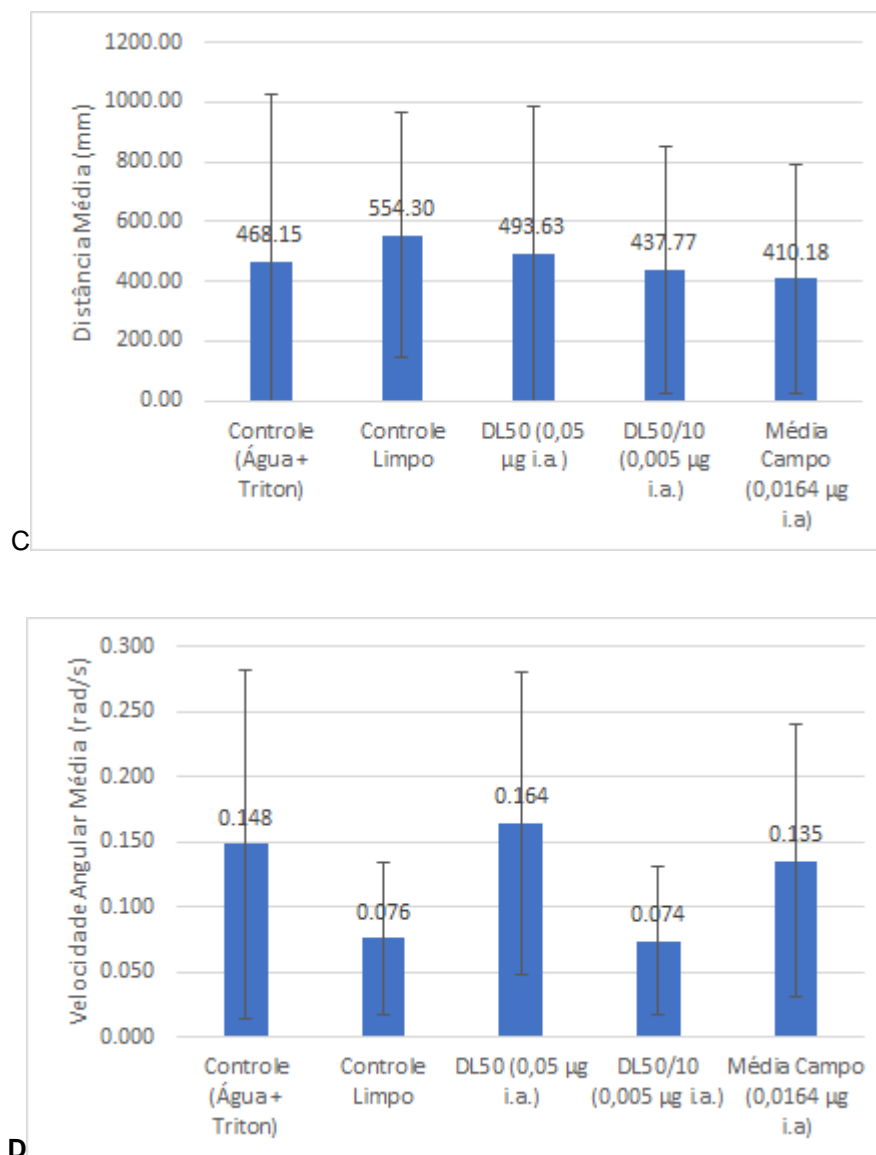 1200.00
1000.00
800.00
600.00
400.00
200.00
0.00
Distância Média (mm)
468.15
554.30
493.63
437.77
410.18
Controle
(Água +
Triton)
Controle
Limpo
DL50 (0,05
µg i.a.)
DL50/10
(0,005 µg
i.a.)
Média
Campo
(0,0164 µg
i.a)
C
0.300
0.250
0.200
0.150
0.100
0.050
0.000
Velocidade Angular Média (rad/s)
0.148
0.076
0.164
0.074
0.135
Controle
(Água +
Triton)
Controle
Limpo
DL50 (0,05 µg
i.a.)
DL50/10
(0,005 µg i.a.)
Média Campo
(0,0164 µg
i.a)
D